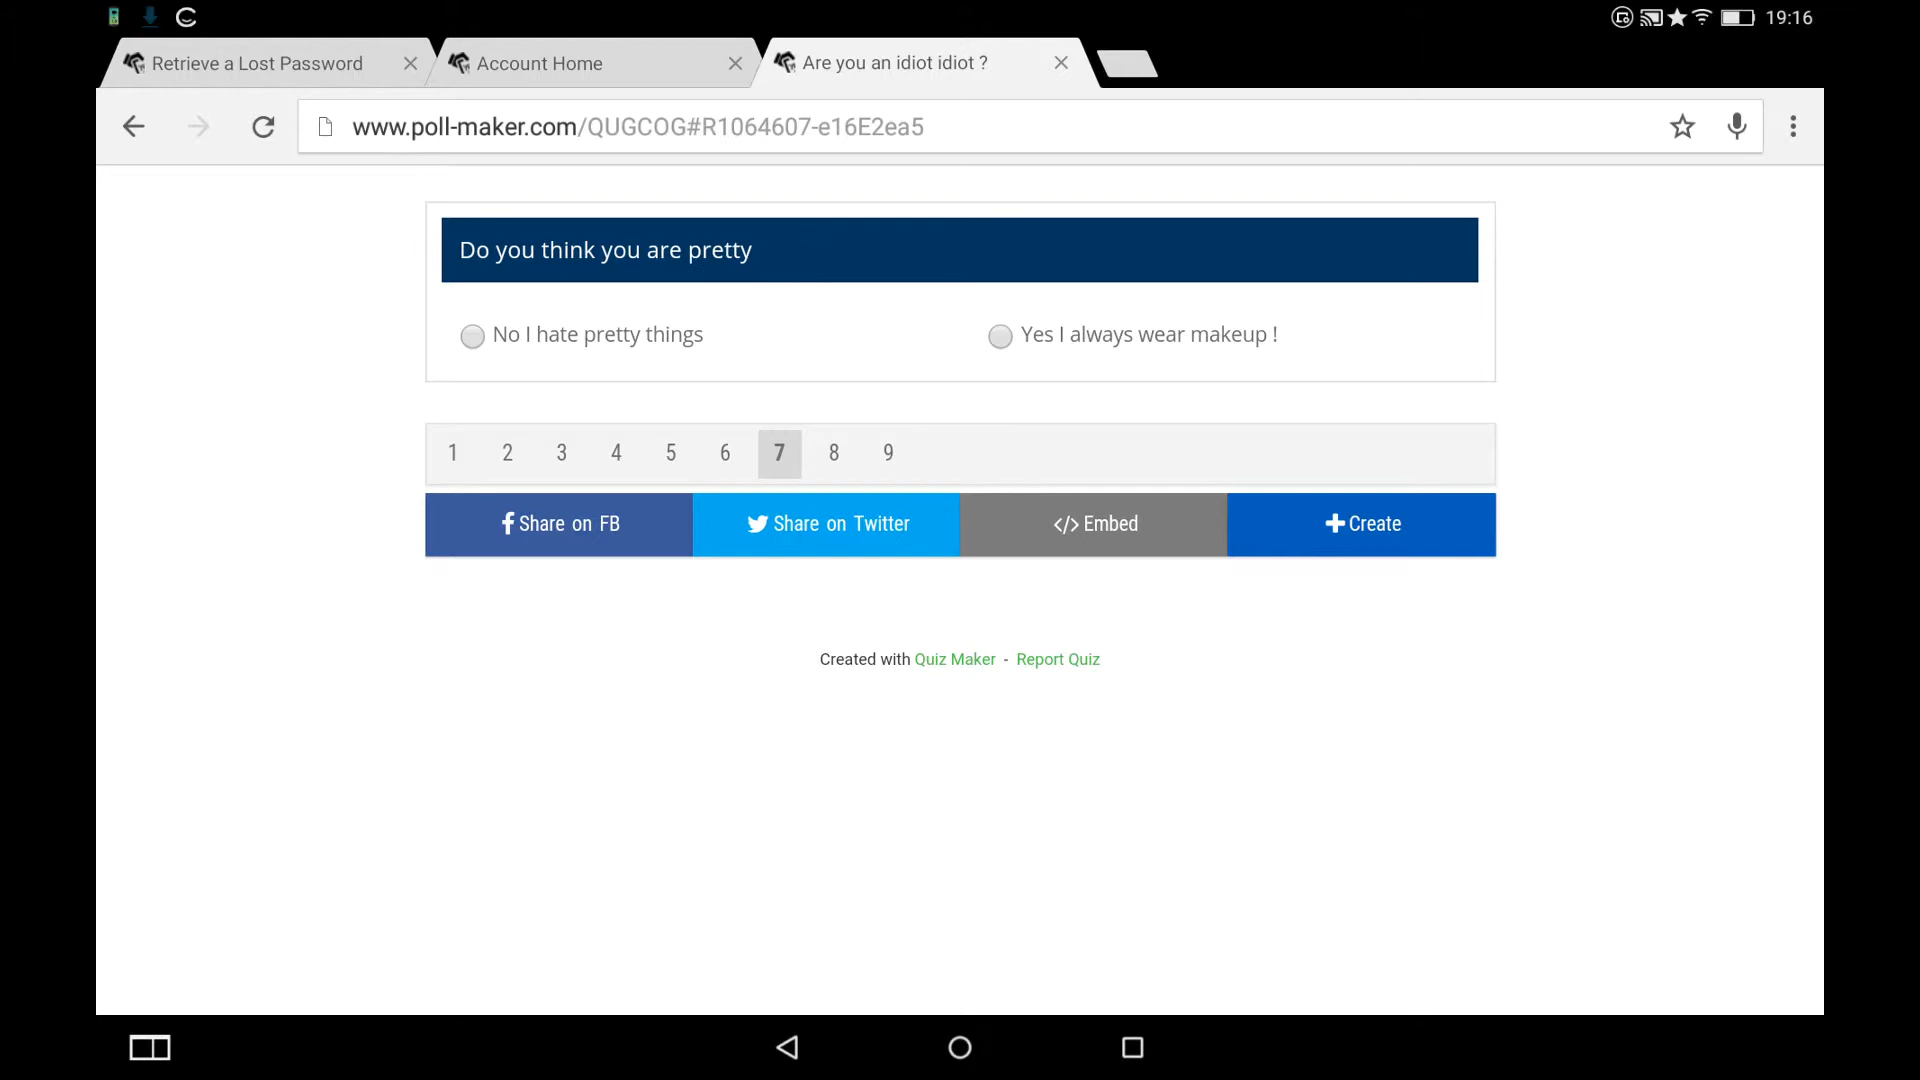 19:16
Retrieve a Lost Password
Account Home
Are you an idiot idiot ?
www.poll-maker.com/QUGCOG#R1064607-e16E2ea5
Do you think you are pretty
No I hate pretty things
Yes I always wear makeup !
1 2 3 4 5 6 7 8 9
Share on FB
Share on Twitter
</> Embed
Create
Created with Quiz Maker - Report Quiz